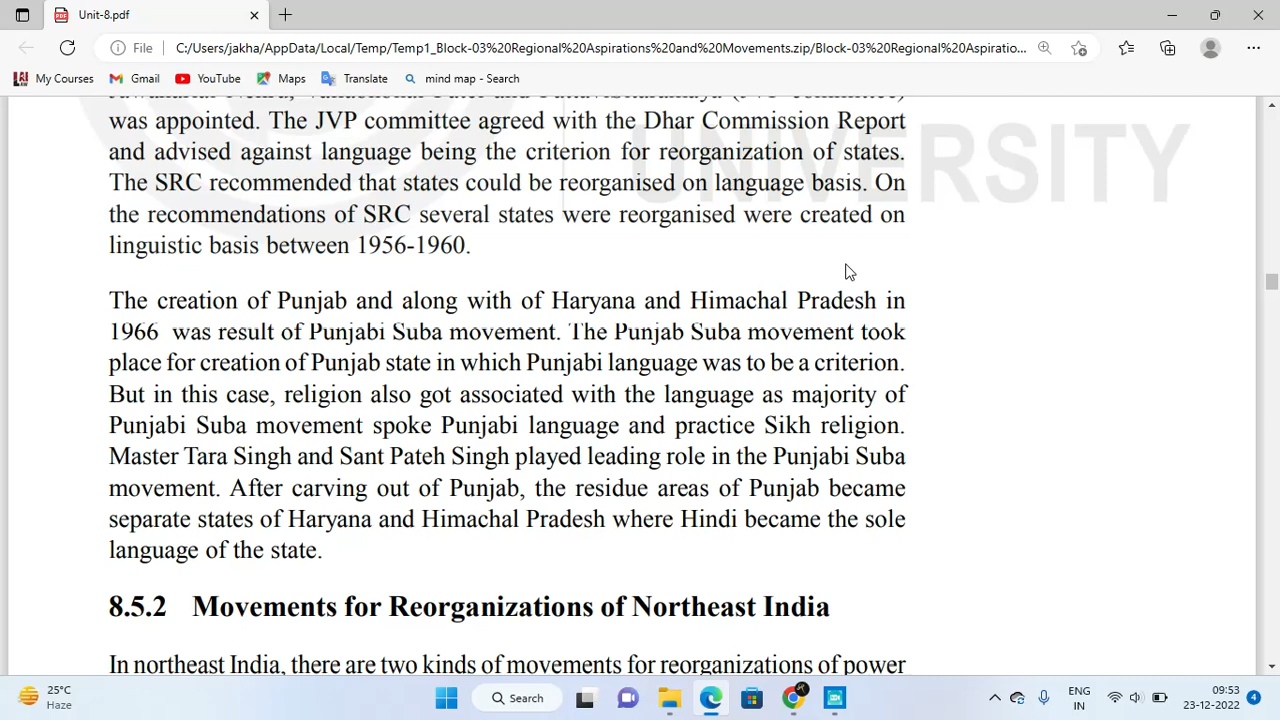 Unit-8.pdf
File
C:/Users/jakha/AppData/Local/Temp/Temp1_Block-03%20Regional%20Aspirations%20and%20Movements.zip/Block-03%20Regional%20Aspiratio...
My Courses
Gmail
YouTube
Maps
Translate
mind map - Search
UNIVERSITY
was appointed. The JVP committee agreed with the Dhar Commission Report
and advised against language being the criterion for reorganization of states.
The SRC recommended that states could be reorganised on language basis. On
the recommendations of SRC several states were reorganised were created on
linguistic basis between 1956-1960.
The creation of Punjab and along with of Haryana and Himachal Pradesh in
1966 was result of Punjabi Suba movement. The Punjab Suba movement took
place for creation of Punjab state in which Punjabi language was to be a criterion.
But in this case, religion also got associated with the language as majority of
Punjabi Suba movement spoke Punjabi language and practice Sikh religion.
Master Tara Singh and Sant Pateh Singh played leading role in the Punjabi Suba
movement. After carving out of Punjab, the residue areas of Punjab became
separate states of Haryana and Himachal Pradesh where Hindi became the sole
language of the state.
8.5.2 Movements for Reorganizations of Northeast India
In northeast India, there are two kinds of movements for reorganizations of power
25°C
Haze
Search
ENG
IN
09:53
23-12-2022
4